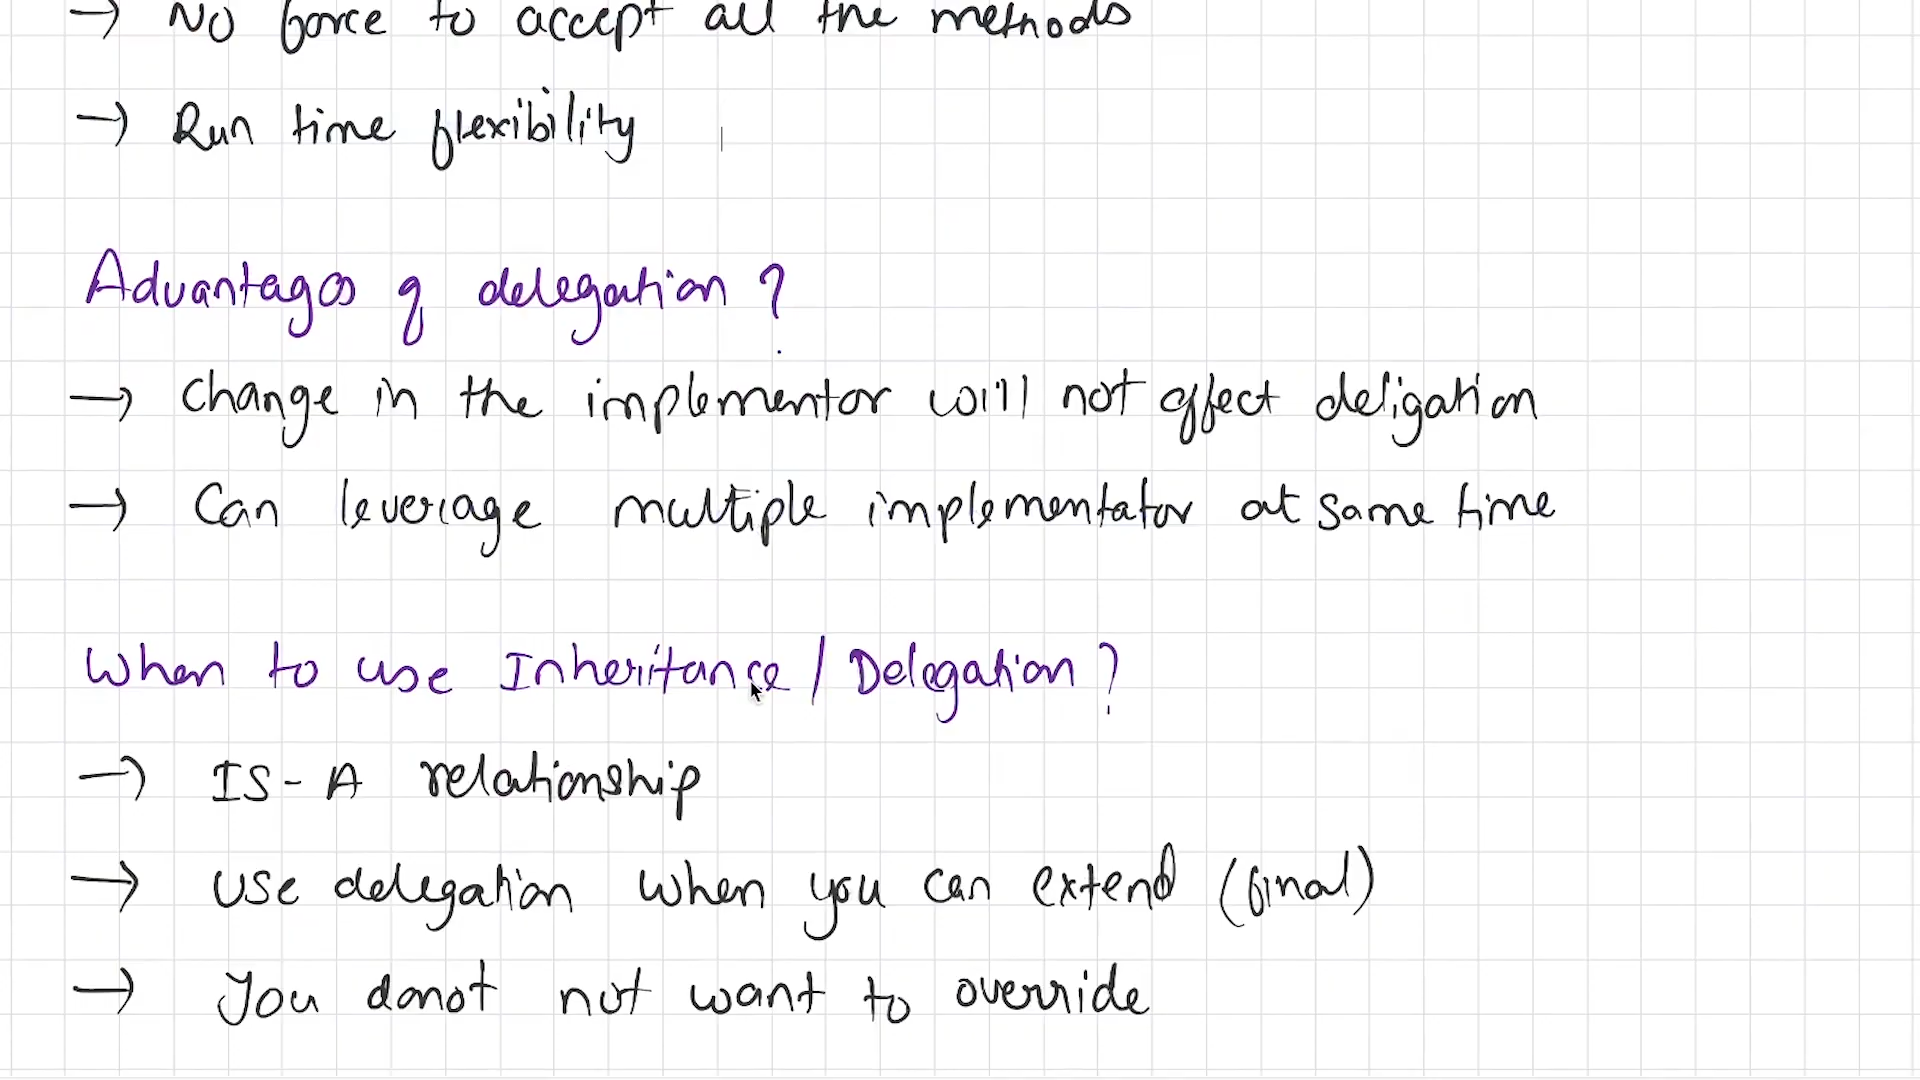 → No force to accept all the methods
→ Run time flexibility
Advantages of delegation ?
→ Change in the implementor will not affect deligation
→ Can leverage multiple implementator at same time
When to use Inheritance / Delegation ?
→ IS-A relationship
→ Use delegation when you can extend (final)
→ You donot not want to override